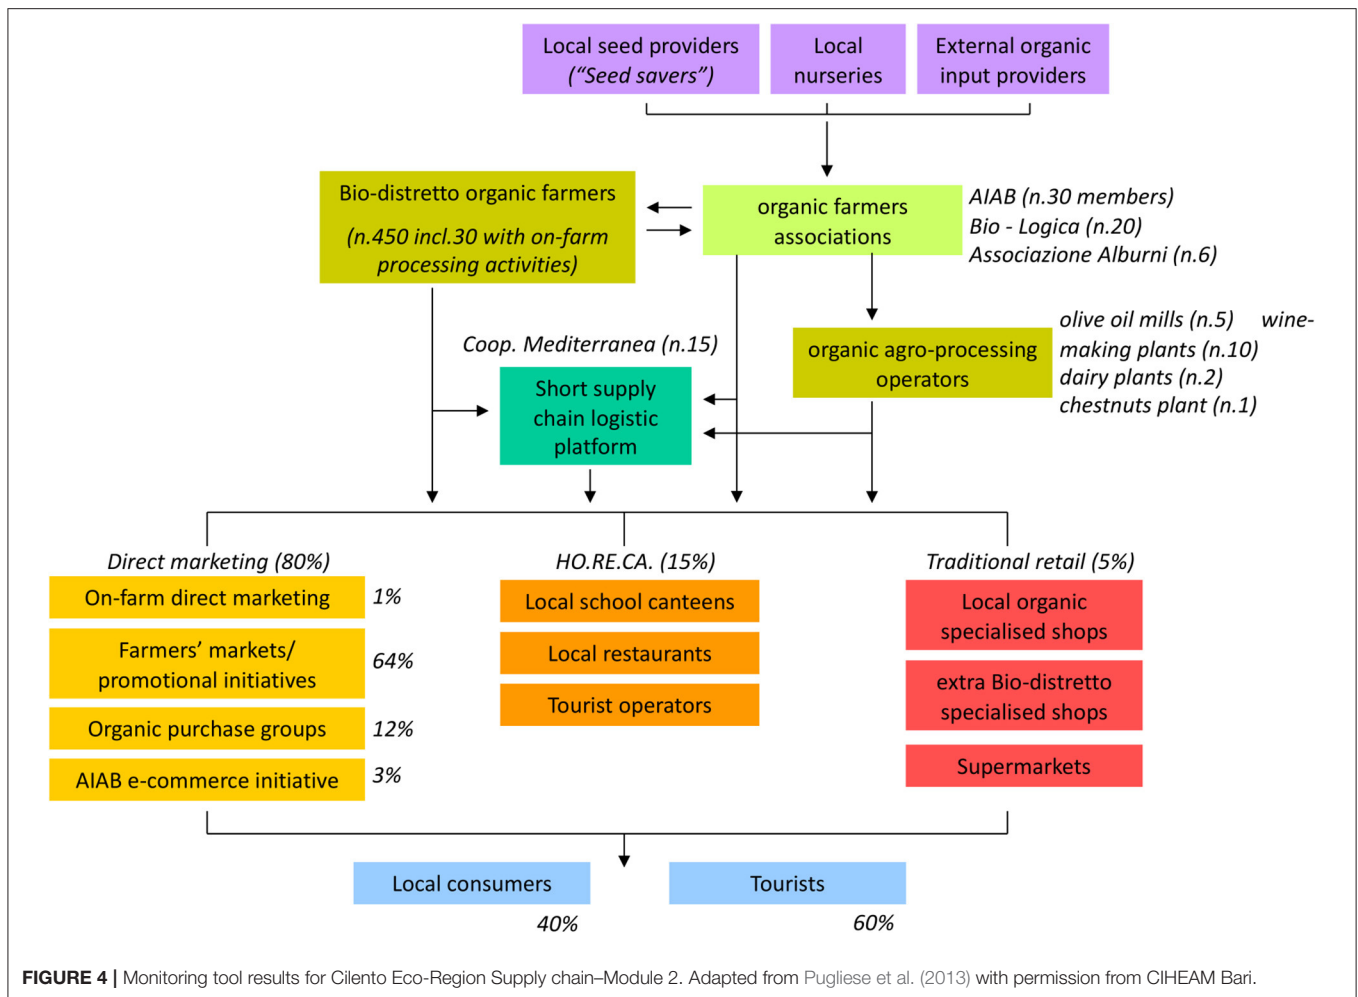 Local seed providers
(“Seed savers”)
Local
nurseries
External organic
input providers
Bio-distretto organic farmers
(n.450 incl.30 with on-farm
processing activities)
organic farmers
associations
AIAB (n.30 members)
Bio - Logica (n.20)
Associazione Alburni (n.6)
Coop. Mediterranea (n.15)
Short supply
chain logistic
platform
organic agro-processing
operators
olive oil mills (n.5) wine-
making plants (n.10)
dairy plants (n.2)
chestnuts plant (n.1)
Direct marketing (80%)
On-farm direct marketing
1%
Farmers’ markets/
promotional initiatives
64%
Organic purchase groups
12%
AIAB e-commerce initiative
3%
HO.RE.CA. (15%)
Local school canteens
Local restaurants
Tourist operators
Traditional retail (5%)
Local organic
specialised shops
extra Bio-distretto
specialised shops
Supermarkets
Local consumers
40%
Tourists
60%
FIGURE 4 | Monitoring tool results for Cilento Eco-Region Supply chain–Module 2. Adapted from Pugliese et al. (2013) with permission from CIHEAM Bari.